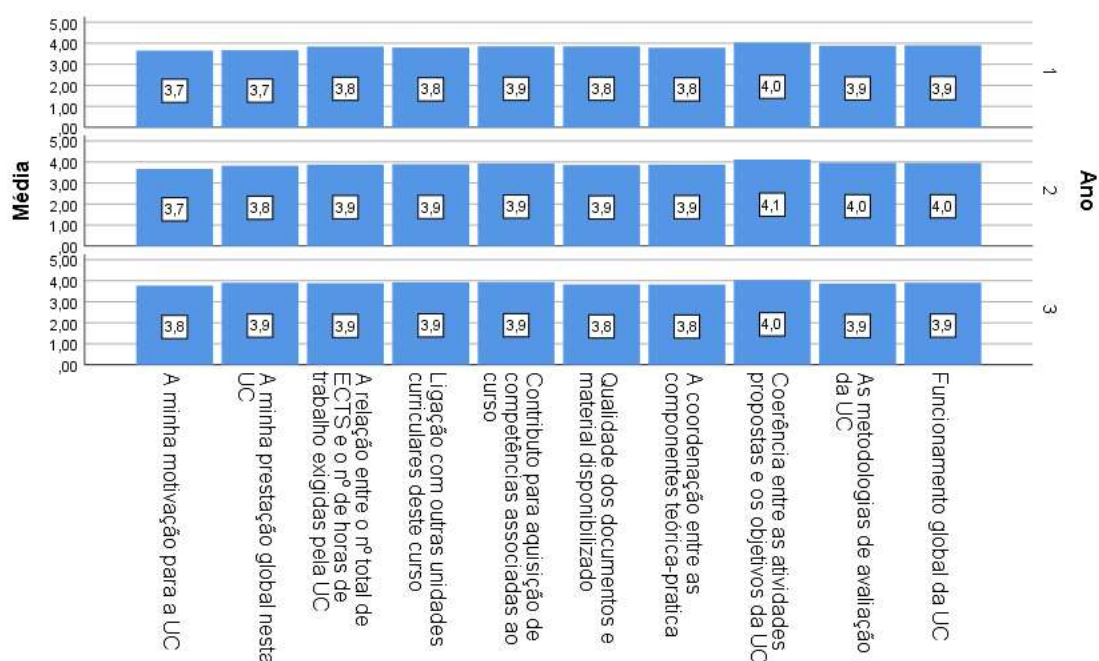 Média
Ano
5,00
4,00
3,00
2,00
1,00
,00
3,7
3,7
3,8
3,8
3,9
3,8
3,8
4,0
3,9
3,9
1
5,00
4,00
3,00
2,00
1,00
,00
3,7
3,8
3,9
3,9
3,9
3,9
3,9
4,1
4,0
4,0
2
5,00
4,00
3,00
2,00
1,00
,00
3,8
3,9
3,9
3,9
3,9
3,8
3,8
4,0
3,9
3,9
3
A minha motivação para a UC
A minha prestação global nesta
UC
A relação entre o nº total de
ECTS e o nº de horas de
trabalho exigidas pela UC
Ligação com outras unidades
curriculares deste curso
Contributo para aquisição de
competências associadas ao
curso
Qualidade dos documentos e
material disponibilizado
A coordenação entre as
componentes teórica-pratica
Coerência entre as atividades
propostas e os objetivos da UC
As metodologias de avaliação
da UC
Funcionamento global da UC